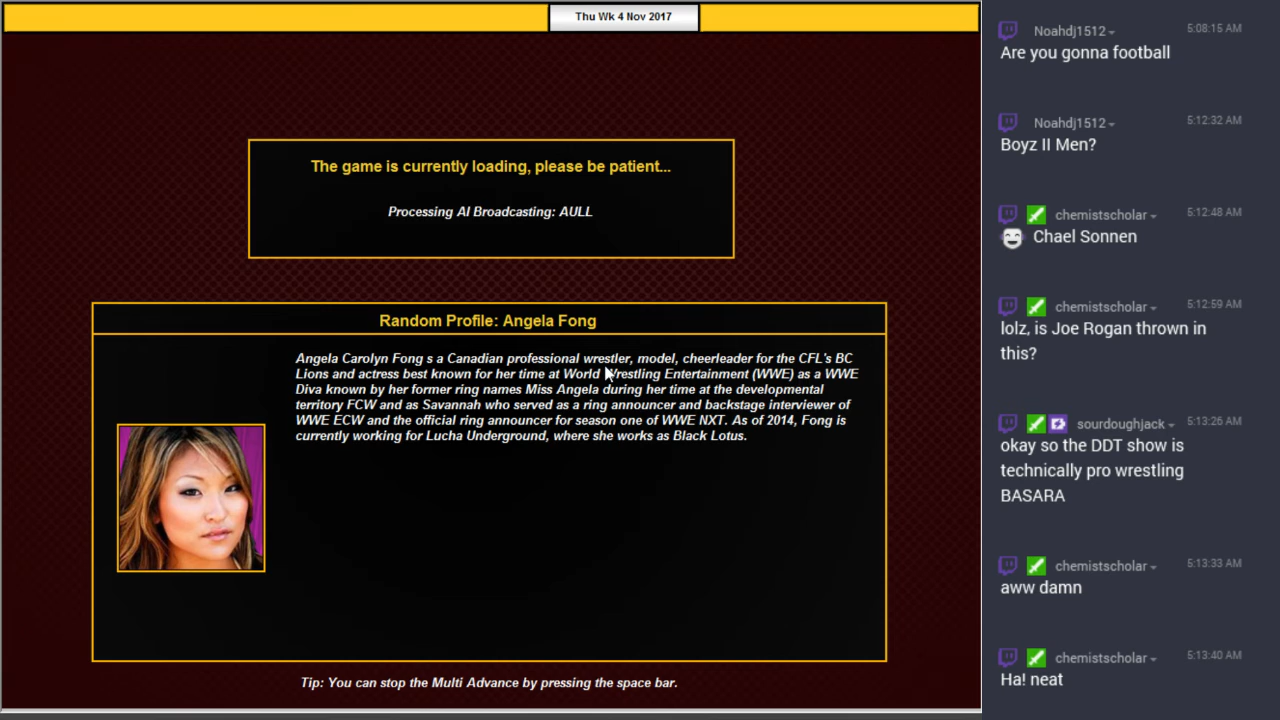 Thu Wk 4 Nov 2017
The game is currently loading, please be patient...
Processing AI Broadcasting: AULL
Random Profile: Angela Fong
Angela Carolyn Fong s a Canadian professional wrestler, model, cheerleader for the CFL's BC
Lions and actress best known for her time at World Wrestling Entertainment (WWE) as a WWE
Diva known by her former ring names Miss Angela during her time at the developmental
territory FCW and as Savannah who served as a ring announcer and backstage interviewer of
WWE ECW and the official ring announcer for season one of WWE NXT. As of 2014, Fong is
currently working for Lucha Underground, where she works as Black Lotus.
Tip: You can stop the Multi Advance by pressing the space bar.
Noahdj1512 5:08:15 AM
Are you gonna football
Noahdj1512 5:12:32 AM
Boyz II Men?
chemistscholar 5:12:48 AM
Chael Sonnen
chemistscholar 5:12:59 AM
lolz, is Joe Rogan thrown in
this?
sourdoughjack 5:13:26 AM
okay so the DDT show is
technically pro wrestling
BASARA
chemistscholar 5:13:33 AM
aww damn
chemistscholar 5:13:40 AM
Ha! neat